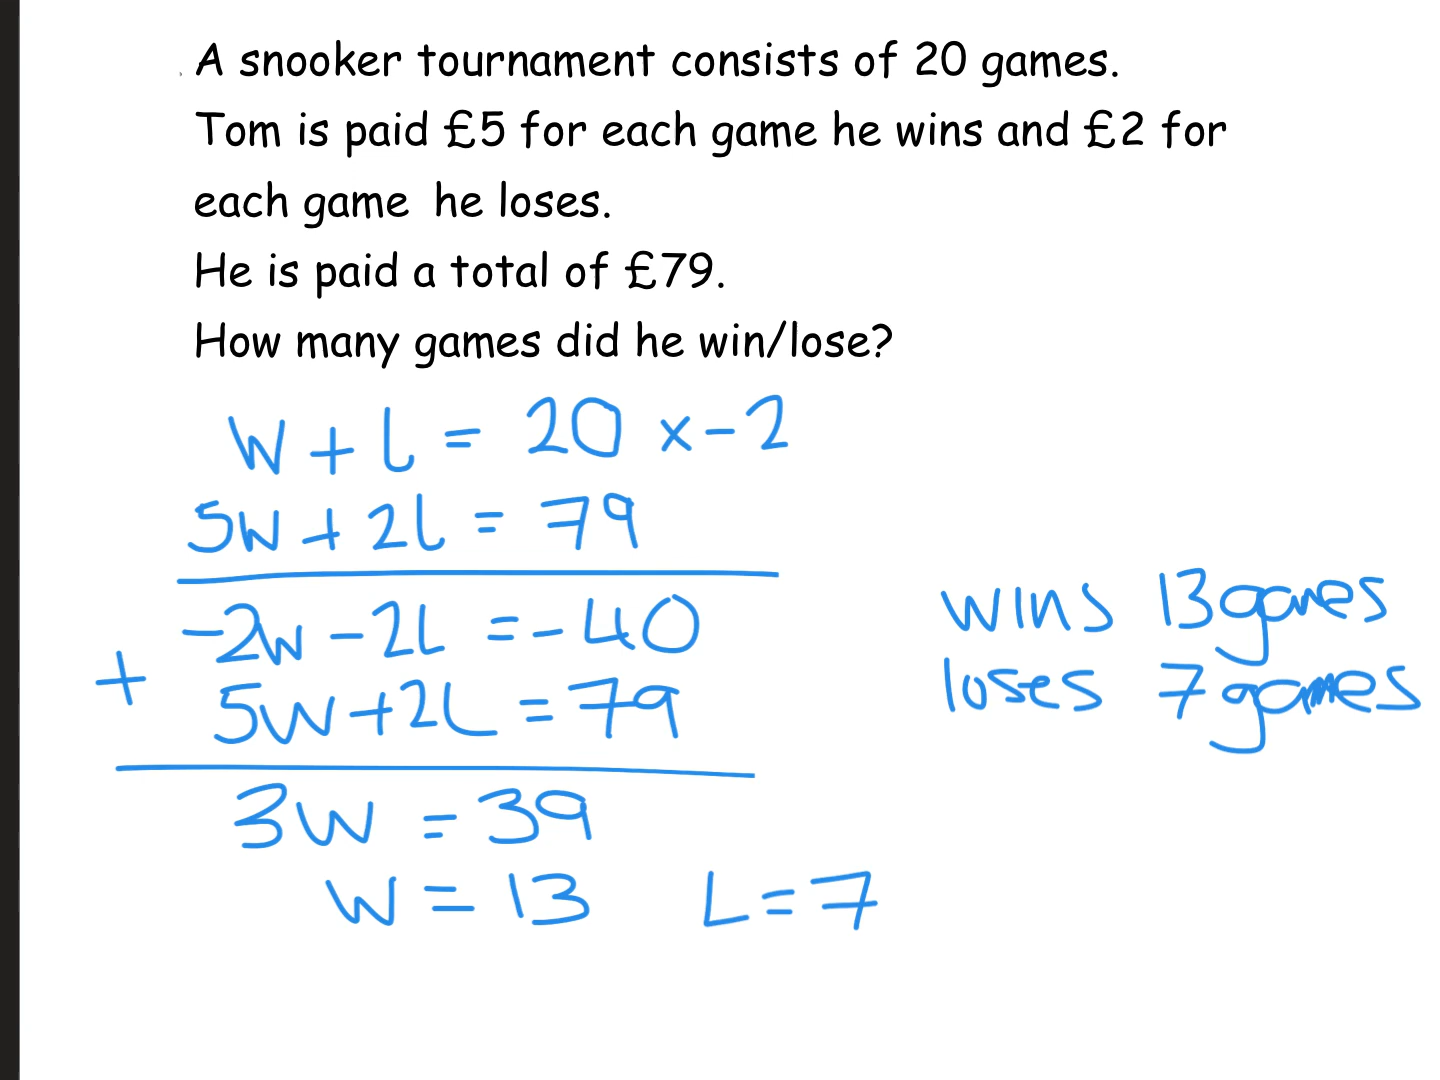 A snooker tournament consists of 20 games.
Tom is paid £5 for each game he wins and £2 for
each game he loses.
He is paid a total of £79.
How many games did he win/lose?
W + l = 20 x - 2
5W + 2l = 79
-2w - 2l = -40
+
5W + 2L = 79
3W = 39
W = 13 L = 7
wins 13 games
loses 7 games